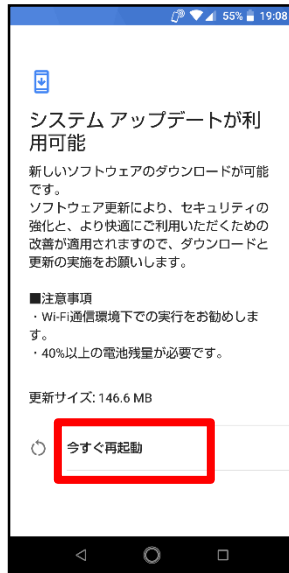 55% 19:08
システム アップデートが利
用可能
新しいソフトウェアのダウンロードが可能
です。
ソフトウェア更新により、セキュリティの
強化と、より快適にご利用いただくための
改善が適用されますので、ダウンロードと
更新の実施をお願いします。
■注意事項
・Wi-Fi通信環境下での実行をお勧めしま
す。
・40%以上の電池残量が必要です。
更新サイズ: 146.6 MB
今すぐ再起動